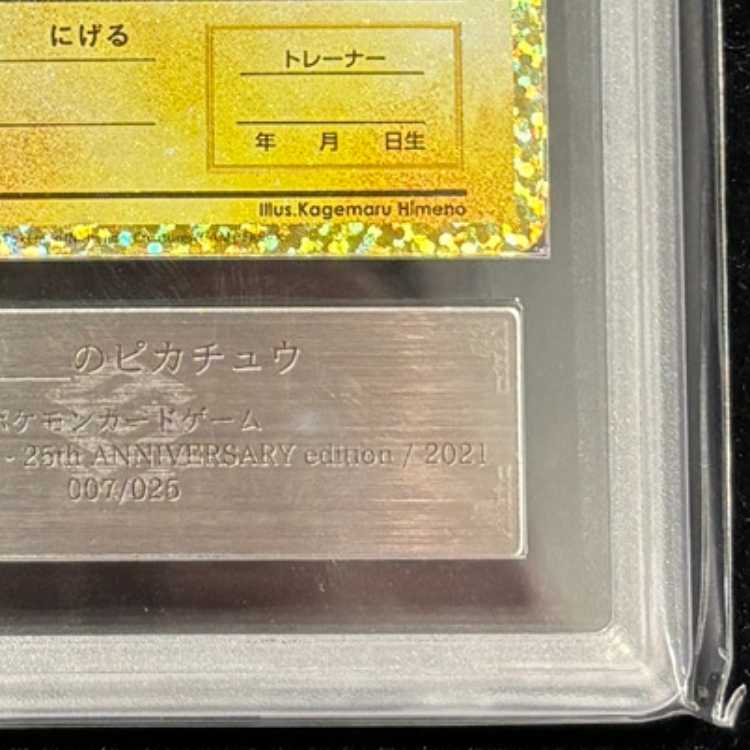 にげる
トレーナー
年 月 日生
Illus.Kagemaru Himeno
のピカチュウ
ポケモンカードゲーム
- 25th ANNIVERSARY edition / 2021
007/025